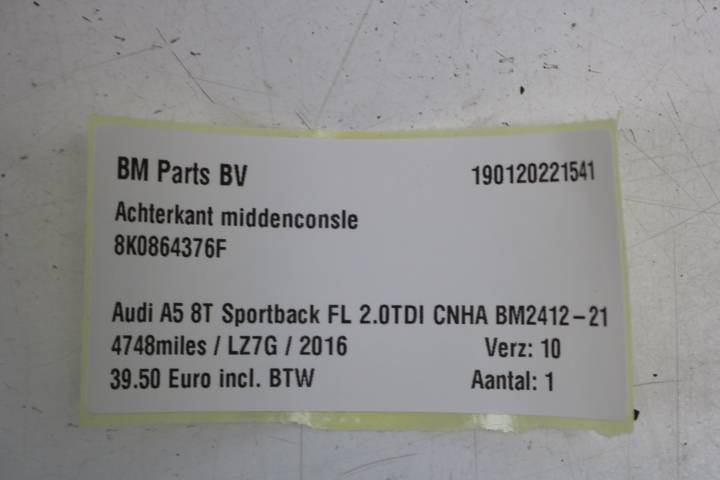 BM Parts BV 190120221541
Achterkant middenconsle
8K0864376F
Audi A5 8T Sportback FL 2.0TDI CNHA BM2412-21
4748miles / LZ7G / 2016 Verz: 10
39.50 Euro incl. BTW Aantal: 1